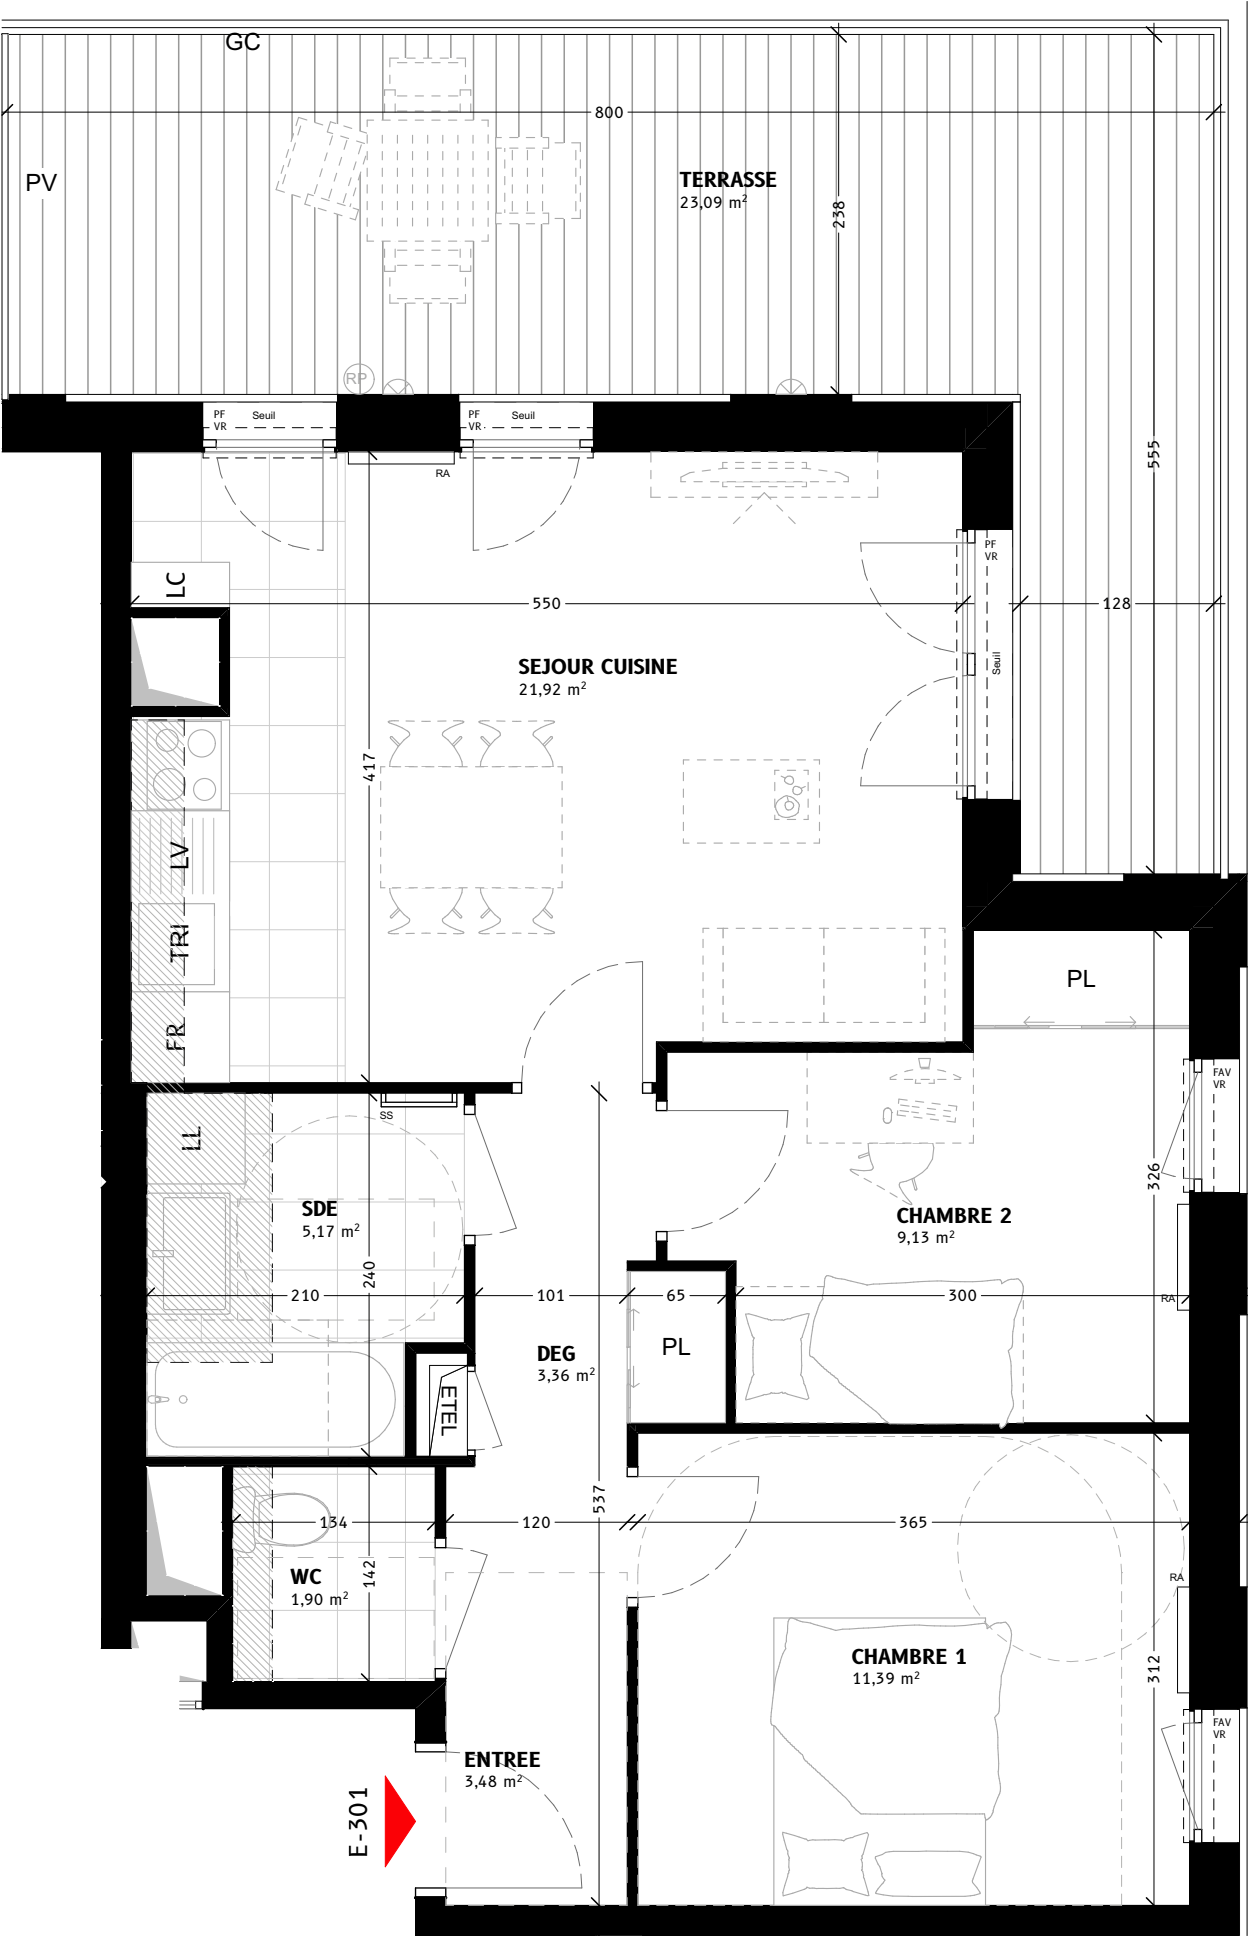 GC
800
PV
TERRASSE
23,09 m²
238
RP
PF
VR
Seuil
PF
VR
Seuil
RA
555
PF
VR
LC
550
128
Seuil
SEJOUR CUISINE
21,92 m²
417
LV
TRI
PL
FR
FAV
VR
SS
LL
326
SDE
5,17 m²
CHAMBRE 2
9,13 m²
240
210
101
65
300
RA
PL
DEG
3,36 m²
ETEL
537
134
120
365
142
WC
1,90 m²
RA
CHAMBRE 1
11,39 m²
312
FAV
VR
ENTREE
3,48 m²
E-301